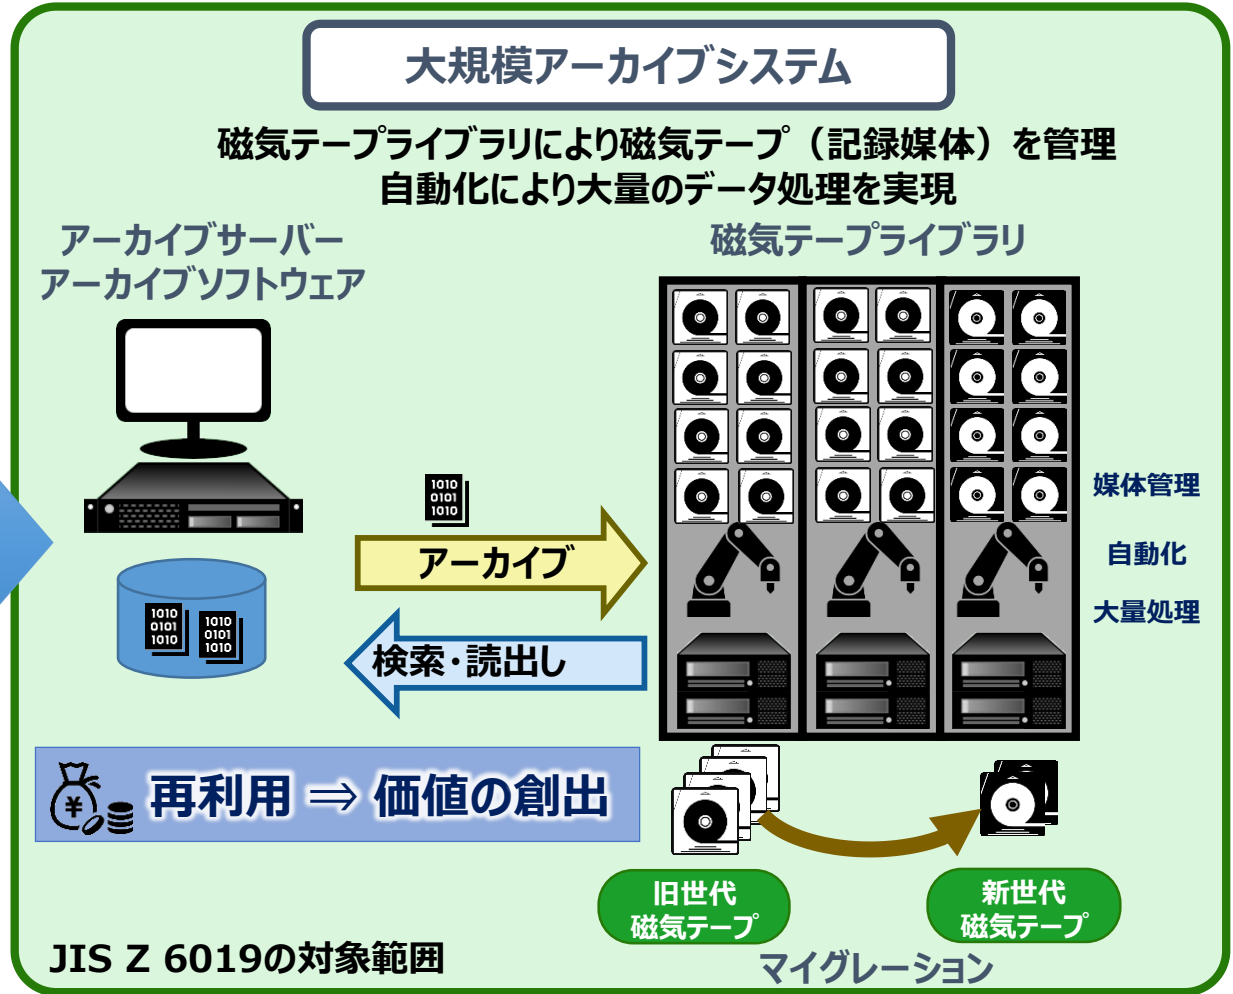 大規模アーカイブシステム
磁気テープライブラリにより磁気テープ（記録媒体）を管理
自動化により大量のデータ処理を実現
アーカイブサーバー
アーカイブソフトウェア
磁気テープライブラリ
1010
0101
1010
アーカイブ
検索・読出し
1010
0101
1010
1010
0101
1010
媒体管理
自動化
大量処理
¥
再利用 ⇒ 価値の創出
旧世代
磁気テープ
新世代
磁気テープ
マイグレーション
JIS Z 6019の対象範囲